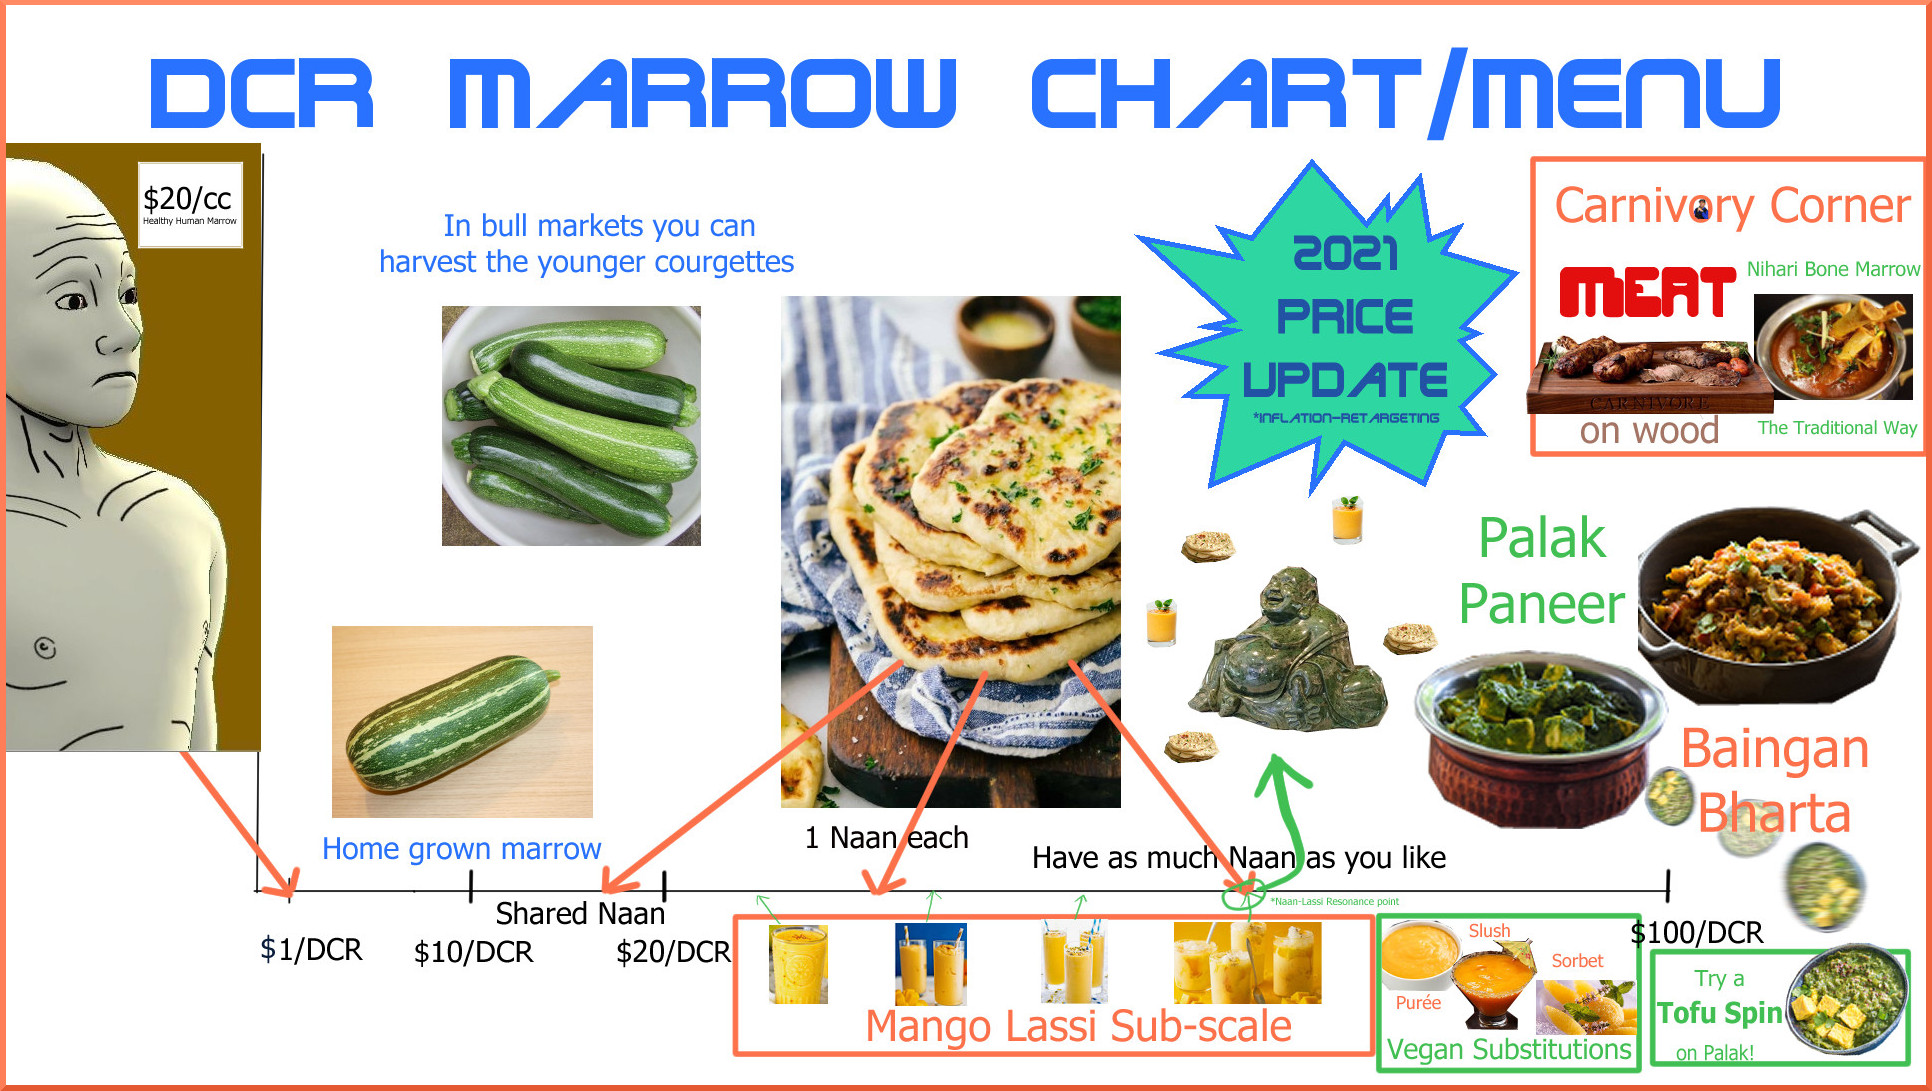 DCR MARROW CHART/MENU
$20/cc
Healthy Human Marrow
In bull markets you can
harvest the younger courgettes
2021
PRICE
UPDATE
*INFLATION-RETARGETING
Carnivory Corner
MEAT
Nihari Bone Marrow
CARNIVORE
on wood
The Traditional Way
Palak
Paneer
Baingan
Bharta
Home grown marrow
1 Naan each
Have as much Naan as you like
*Naan-Lassi Resonance point
Shared Naan
$1/DCR
$10/DCR
$20/DCR
$100/DCR
Mango Lassi Sub-scale
Slush
Sorbet
Purée
Vegan Substitutions
Try a
Tofu Spin
on Palak!